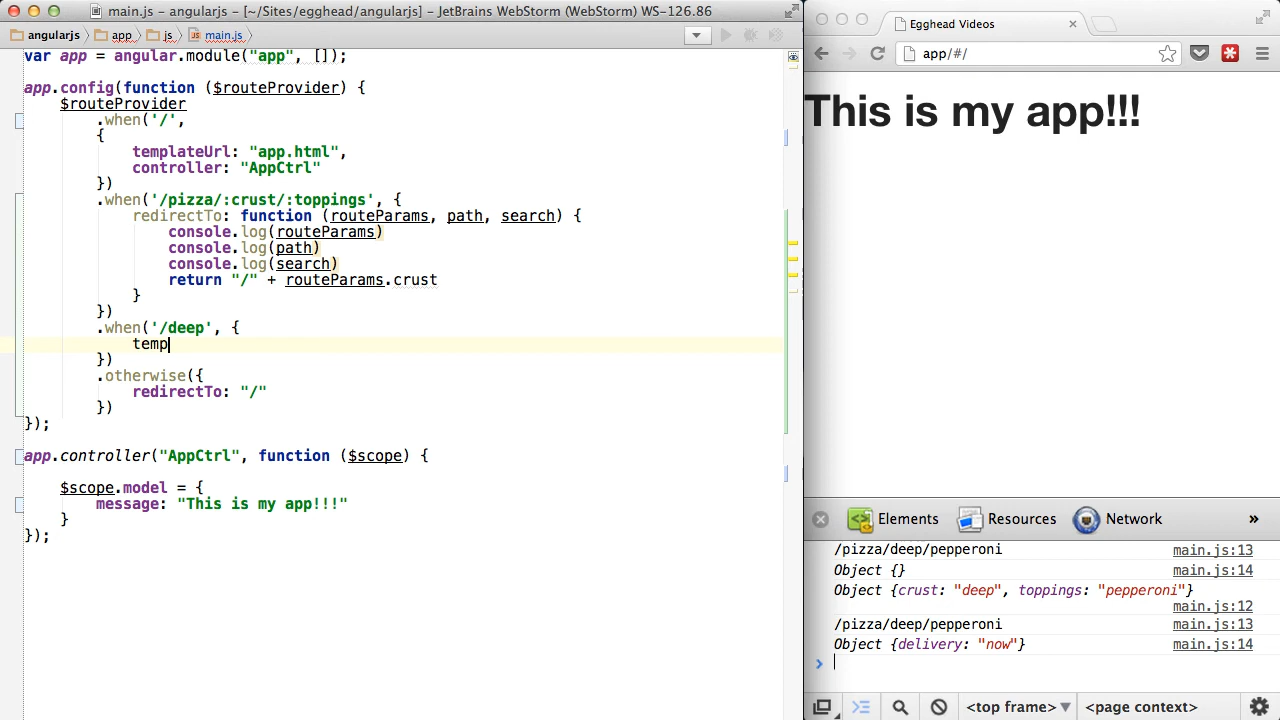 main.js - angularjs - [~/Sites/egghead/angularjs] - JetBrains WebStorm (WebStorm) WS-126.86
angularjs app js main.js
var app = angular.module("app", []);
app.config(function ($routeProvider) {
$routeProvider
.when('/',
{
templateUrl: "app.html",
controller: "AppCtrl"
})
.when('/pizza/:crust/:toppings', {
redirectTo: function (routeParams, path, search) {
console.log(routeParams)
console.log(path)
console.log(search)
return "/" + routeParams.crust
}
})
.when('/deep', {
temp
})
.otherwise({
redirectTo: "/"
})
});
app.controller("AppCtrl", function ($scope) {
$scope.model = {
message: "This is my app!!!"
}
});
Egghead Videos
app/#/
This is my app!!!
Elements Resources Network »
/pizza/deep/pepperoni main.js:13
Object {} main.js:14
Object {crust: "deep", toppings: "pepperoni"}
main.js:12
/pizza/deep/pepperoni main.js:13
Object {delivery: "now"} main.js:14
<top frame> <page context>